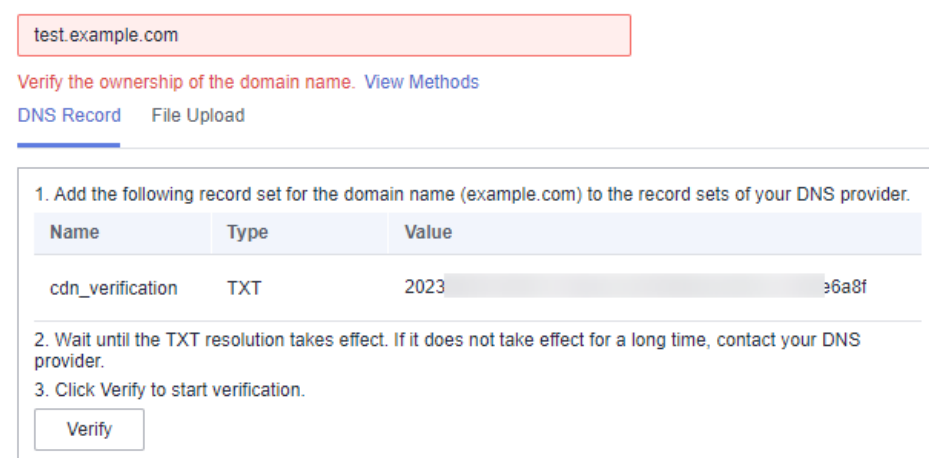 test.example.com
Verify the ownership of the domain name. View Methods
DNS Record File Upload
1. Add the following record set for the domain name (example.com) to the record sets of your DNS provider.
Name Type Value
cdn_verification TXT 2023 e6a8f
2. Wait until the TXT resolution takes effect. If it does not take effect for a long time, contact your DNS
provider.
3. Click Verify to start verification.
Verify